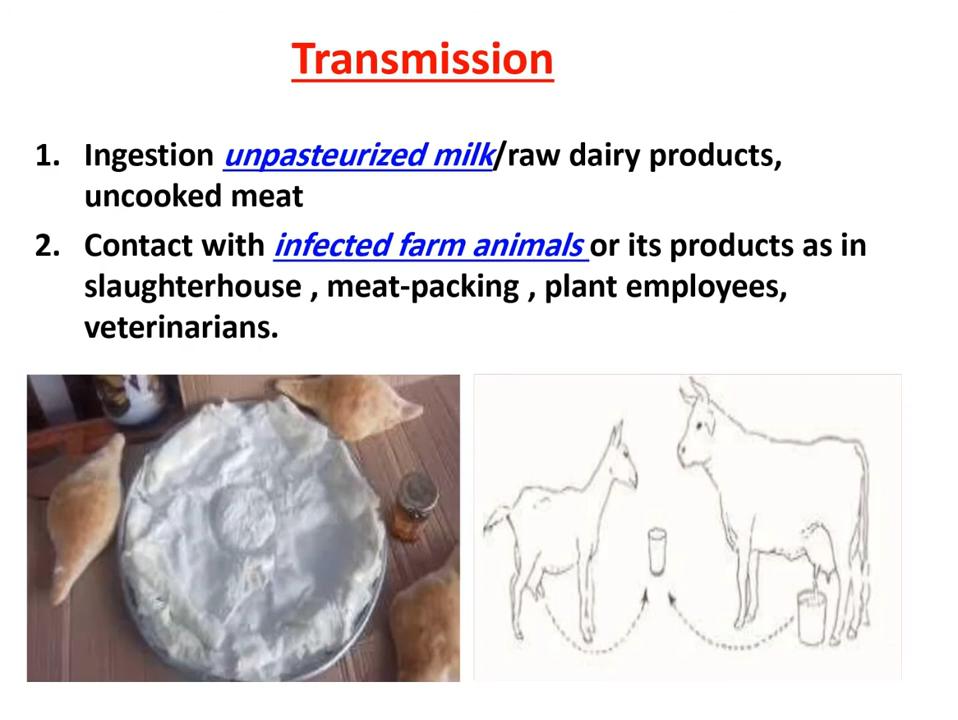 Transmission
1. Ingestion unpasteurized milk/raw dairy products,
uncooked meat
2. Contact with infected farm animals or its products as in
slaughterhouse , meat-packing , plant employees,
veterinarians.